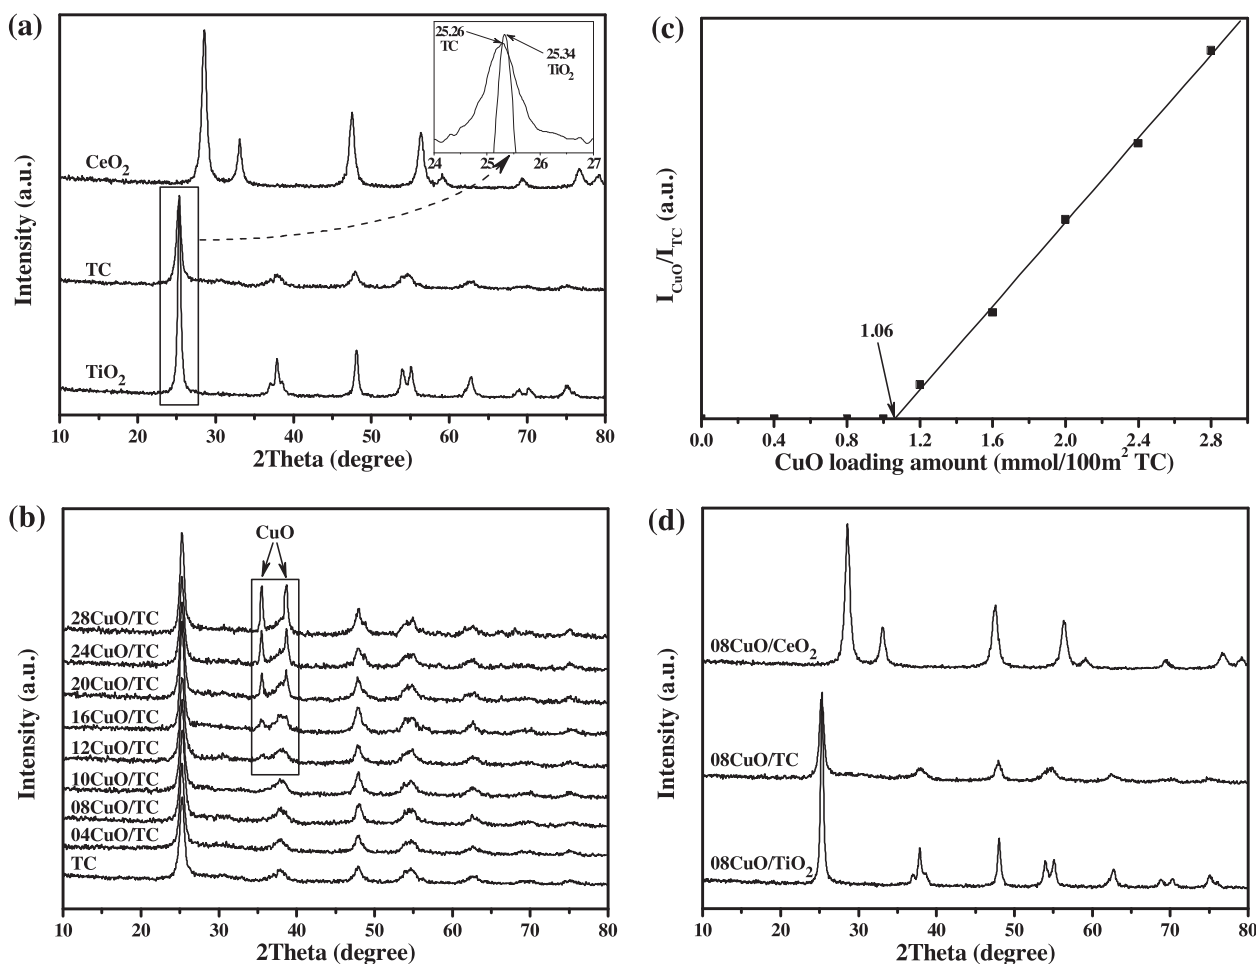 (a)
25.26
TC
25.34
TiO2
CeO2
24 25 26 27
TC
TiO2
Intensity (a.u.)
10 20 30 40 50 60 70 80
2Theta (degree)
(c)
1.06
ICuO/ITC (a.u.)
0.0 0.4 0.8 1.2 1.6 2.0 2.4 2.8
CuO loading amount (mmol/100m2 TC)
(b)
CuO
28CuO/TC
24CuO/TC
20CuO/TC
16CuO/TC
12CuO/TC
10CuO/TC
08CuO/TC
04CuO/TC
TC
Intensity (a.u.)
10 20 30 40 50 60 70 80
2Theta (degree)
(d)
08CuO/CeO2
08CuO/TC
08CuO/TiO2
Intensity (a.u.)
10 20 30 40 50 60 70 80
2Theta (degree)